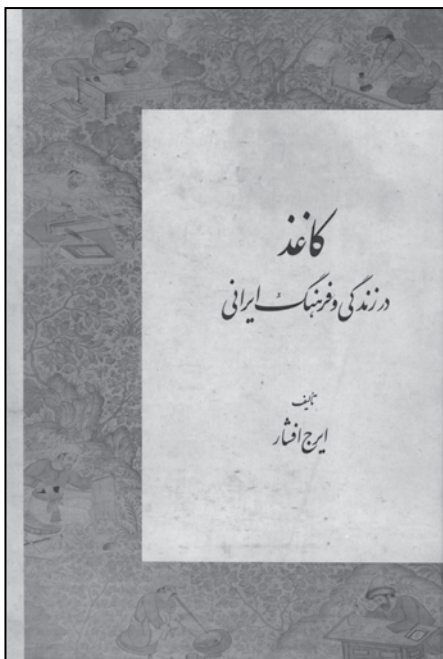 کاغذ
در زندگی و فرهنگ ایرانی
تألیف
ایرج افشار